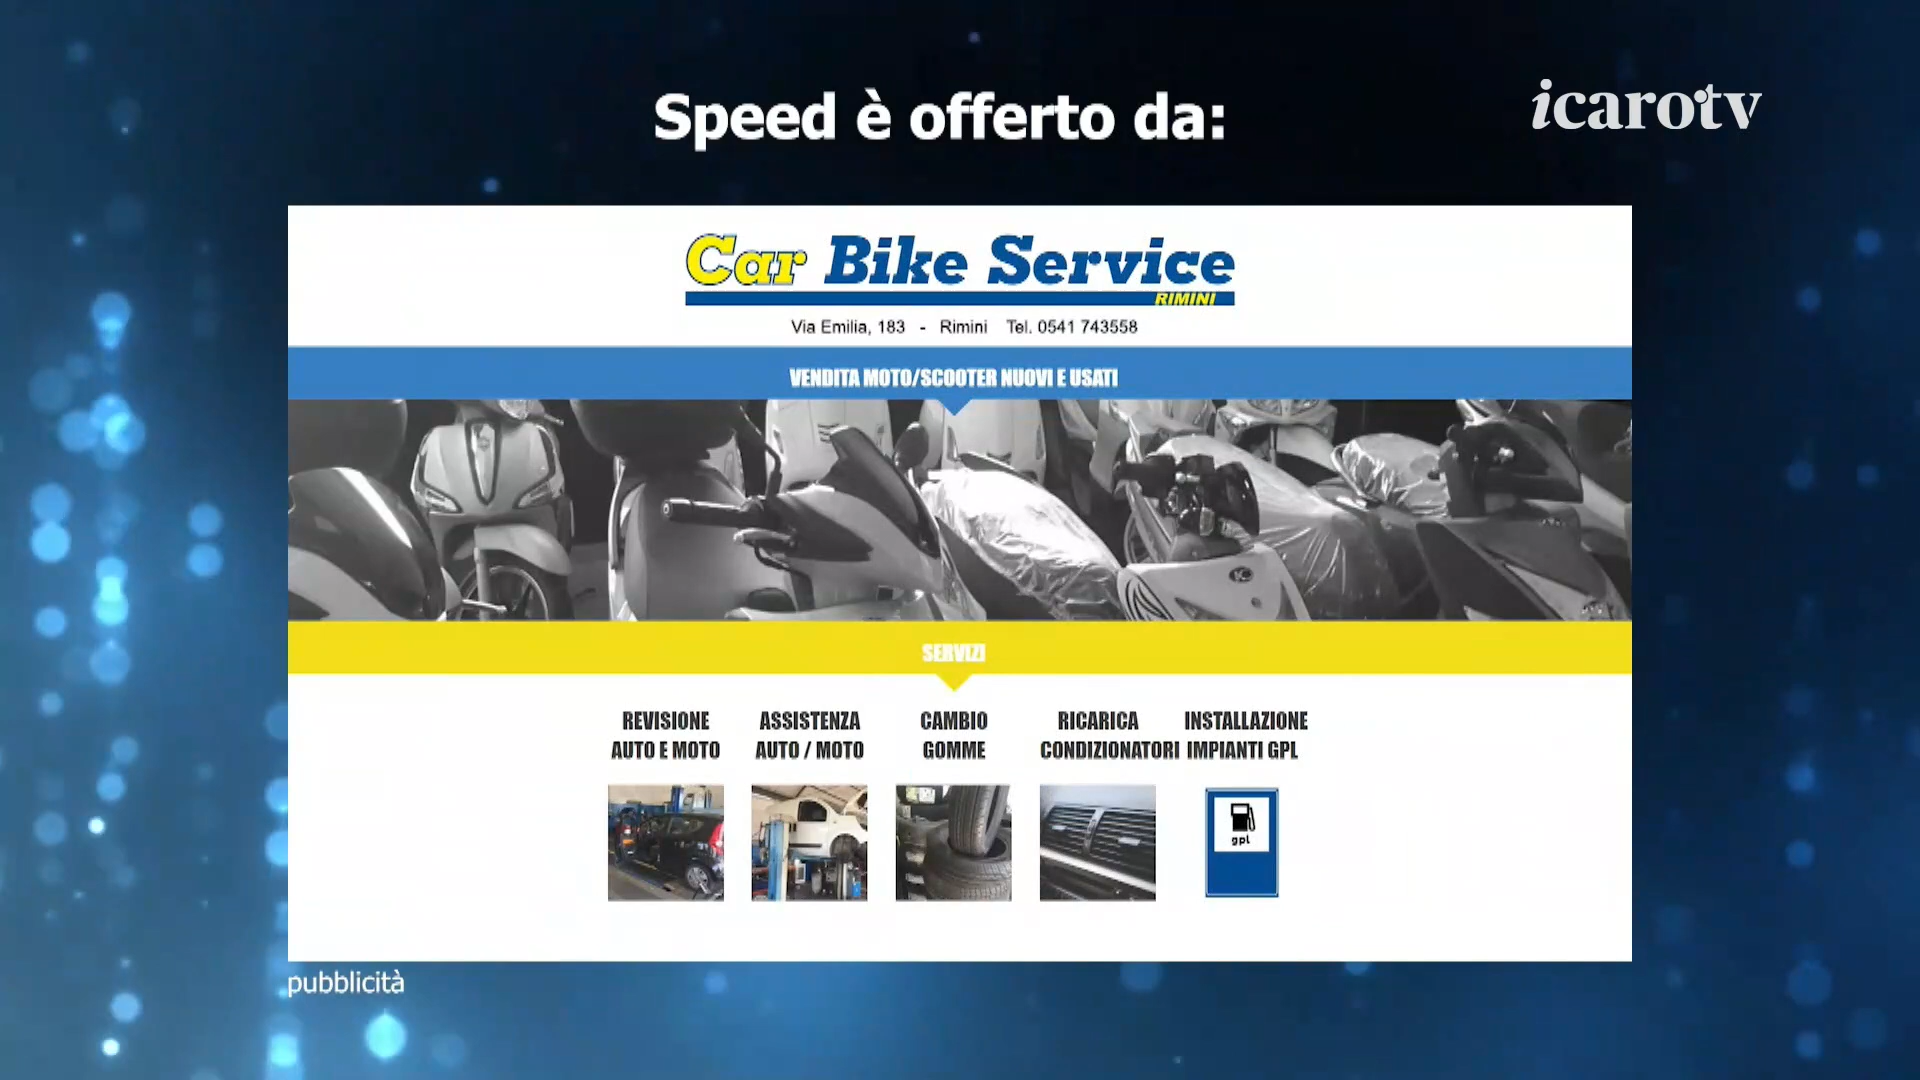 Speed è offerto da:
icarotv
Car Bike Service
RIMINI
Via Emilia, 183 - Rimini Tel. 0541 743558
VENDITA MOTO/SCOOTER NUOVI E USATI
SERVIZI
REVISIONE
AUTO E MOTO
ASSISTENZA
AUTO / MOTO
CAMBIO
GOMME
RICARICA
CONDIZIONATORI
INSTALLAZIONE
IMPIANTI GPL
gpl
pubblicità